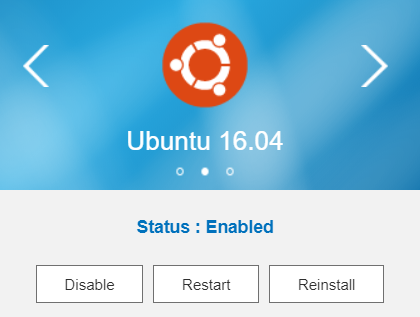 Ubuntu 16.04
Status : Enabled
Disable
Restart
Reinstall